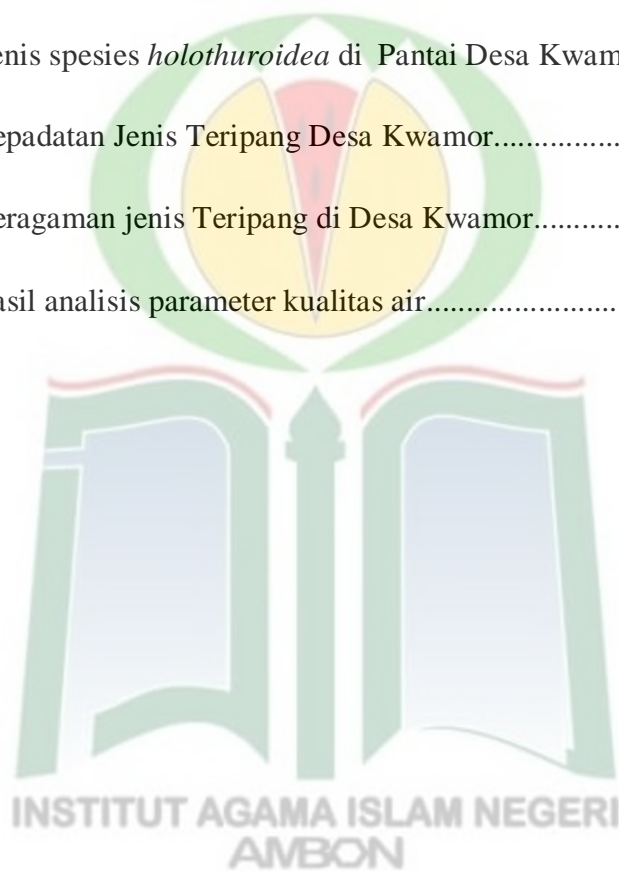 enis spesies holothuroidea di Pantai Desa Kwam
epadatan Jenis Teripang Desa Kwamor................
eragaman jenis Teripang di Desa Kwamor...........
asil analisis parameter kualitas air.....................
INSTITUT AGAMA ISLAM NEGERI
AMBON